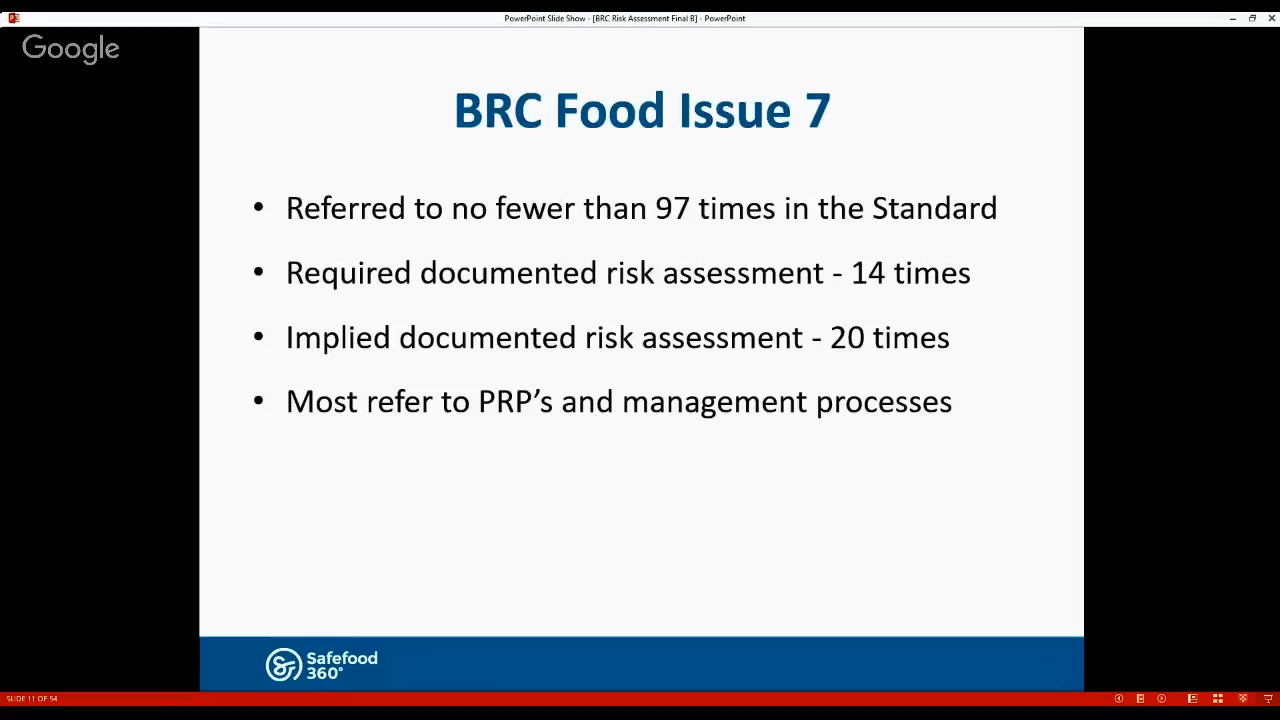 PowerPoint Slide Show - [BRC Risk Assessment Final B] - PowerPoint
Google
BRC Food Issue 7
• Referred to no fewer than 97 times in the Standard
• Required documented risk assessment - 14 times
• Implied documented risk assessment - 20 times
• Most refer to PRP’s and management processes
Safefood
360°
SLIDE 11 OF 54